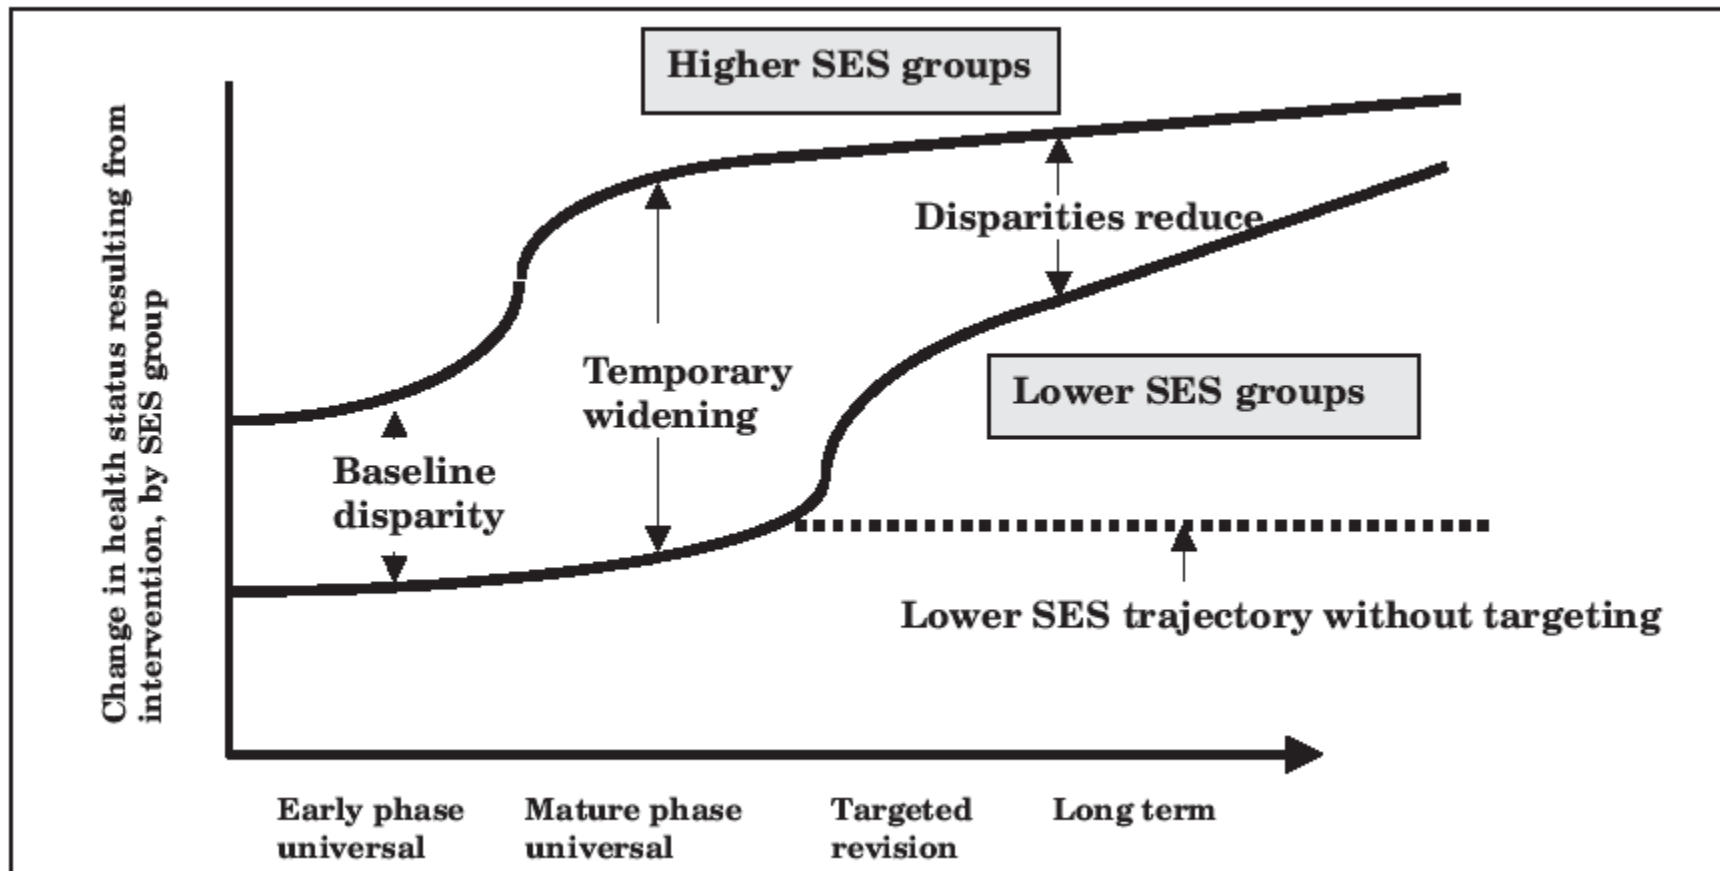 Higher SES groups
Change in health status resulting from
intervention, by SES group
Disparities reduce
Temporary
widening
Lower SES groups
Baseline
disparity
Lower SES trajectory without targeting
Early phase
universal
Mature phase
universal
Targeted
revision
Long term